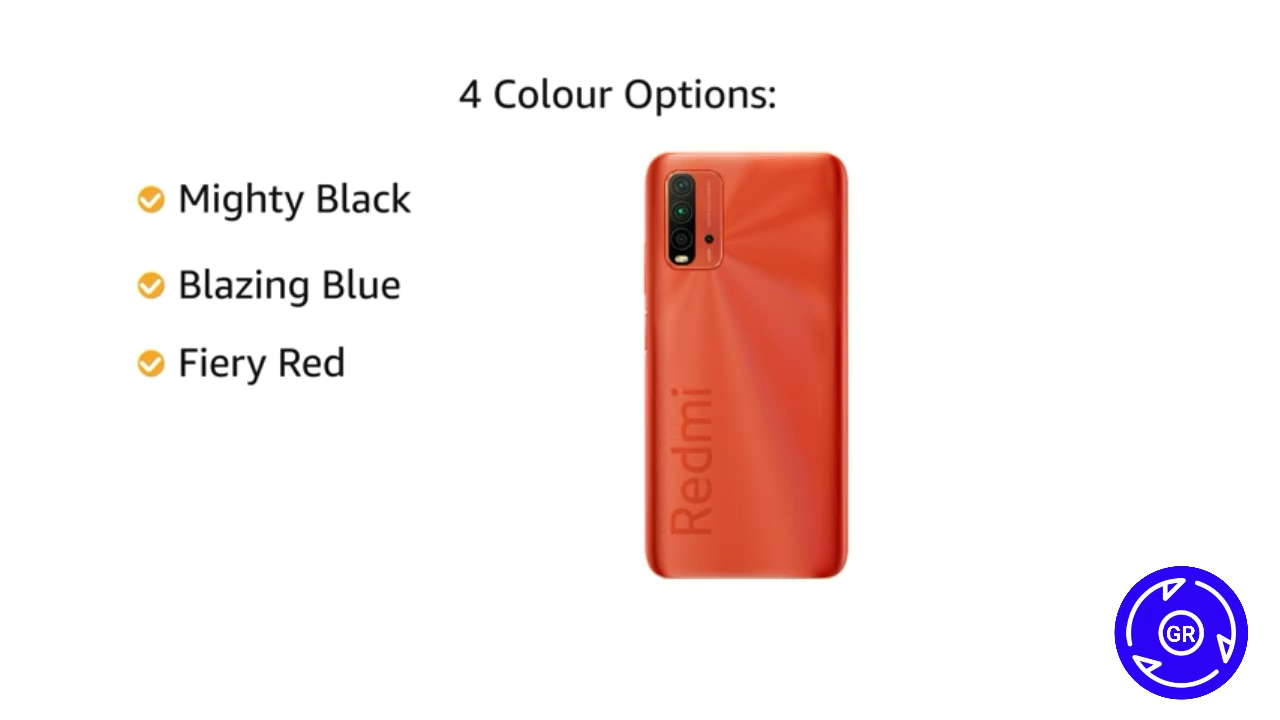 4 Colour Options:
Mighty Black
Blazing Blue
Fiery Red
Redmi
GR